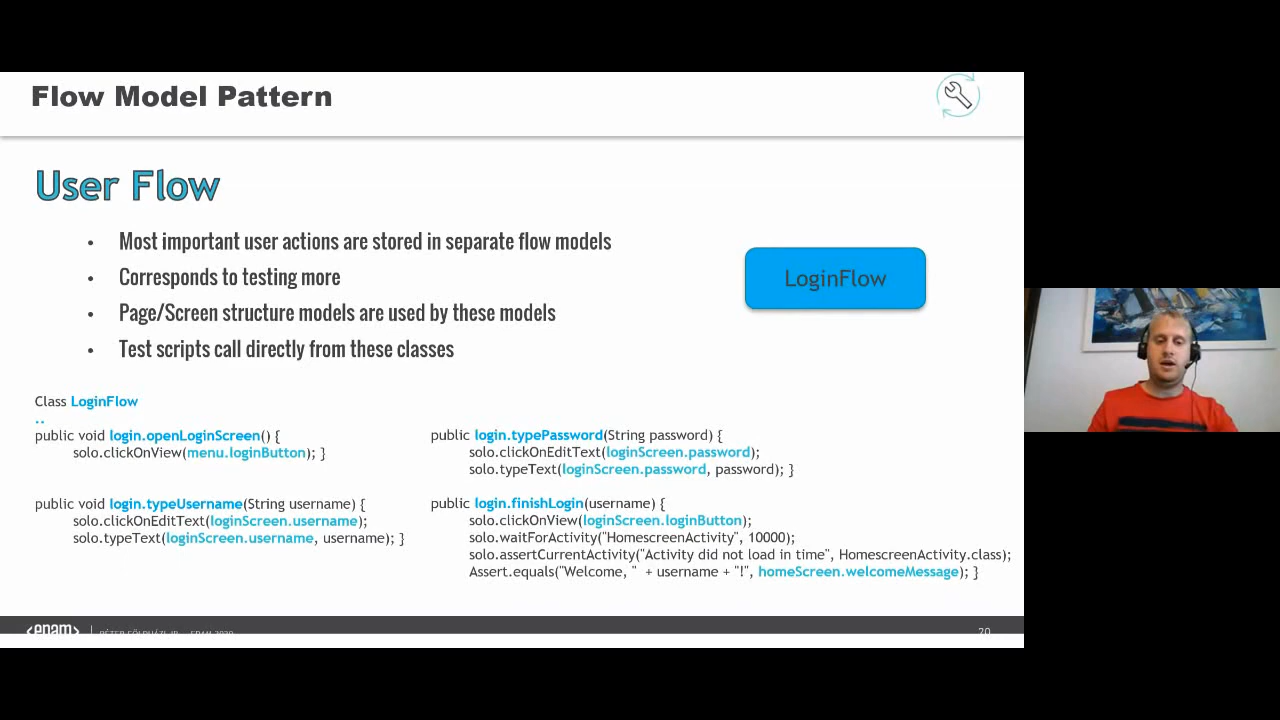 Flow Model Pattern
User Flow
• Most important user actions are stored in separate flow models
• Corresponds to testing more
• Page/Screen structure models are used by these models
• Test scripts call directly from these classes
LoginFlow
Class LoginFlow
..
public void login.openLoginScreen() {
solo.clickOnView(menu.loginButton); }
public void login.typeUsername(String username) {
solo.clickOnEditText(loginScreen.username);
solo.typeText(loginScreen.username, username); }
public login.typePassword(String password) {
solo.clickOnEditText(loginScreen.password);
solo.typeText(loginScreen.password, password); }
public login.finishLogin(username) {
solo.clickOnView(loginScreen.loginButton);
solo.waitForActivity("HomescreenActivity", 10000);
solo.assertCurrentActivity("Activity did not load in time", HomescreenActivity.class);
Assert.equals("Welcome, " + username + "!", homeScreen.welcomeMessage); }
<epam> |
20